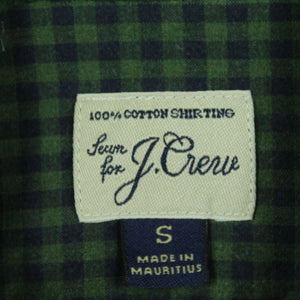 100% COTTON SHIRTING
Sewn
for
J.Crew
S
MADE IN
MAURITIUS